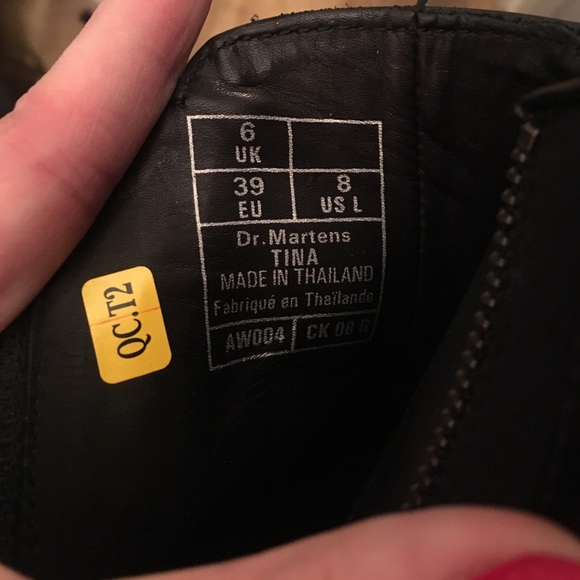 6
UK
39
EU
8
US L
Dr.Martens
TINA
MADE IN THAILAND
Fabriqué en Thaïlande
AW004
CK 08 R
QC.T2